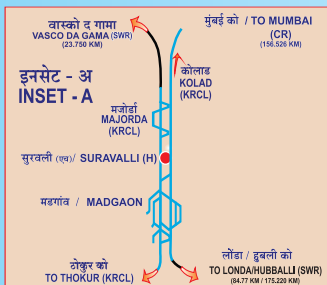 वास्को द गामा
VASCO DA GAMA (SWR)
(23.750 KM)
मुंबई को / TO MUMBAI
(CR)
(156.526 KM)
इनसेट - अ
INSET - A
कोलाड
KOLAD
(KRCL)
मजोर्डा
MAJORDA
(KRCL)
सुरवली (एच)/ SURAVALLI (H)
मडगांव / MADGAON
ठोकुर को
TO THOKUR (KRCL)
लोंडा/ हुबली को
TO LONDA/HUBBALLI (SWR)
(84.77 KM / 175.220 KM)